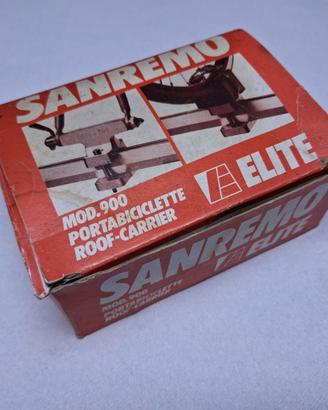 SANREMO
MOD.900
PORTABICICLETTE
ROOF-CARRIER
ELITE
SANREMO
MOD.900
PORTABICICLETTE
ROOF-CARRIER
ELITE